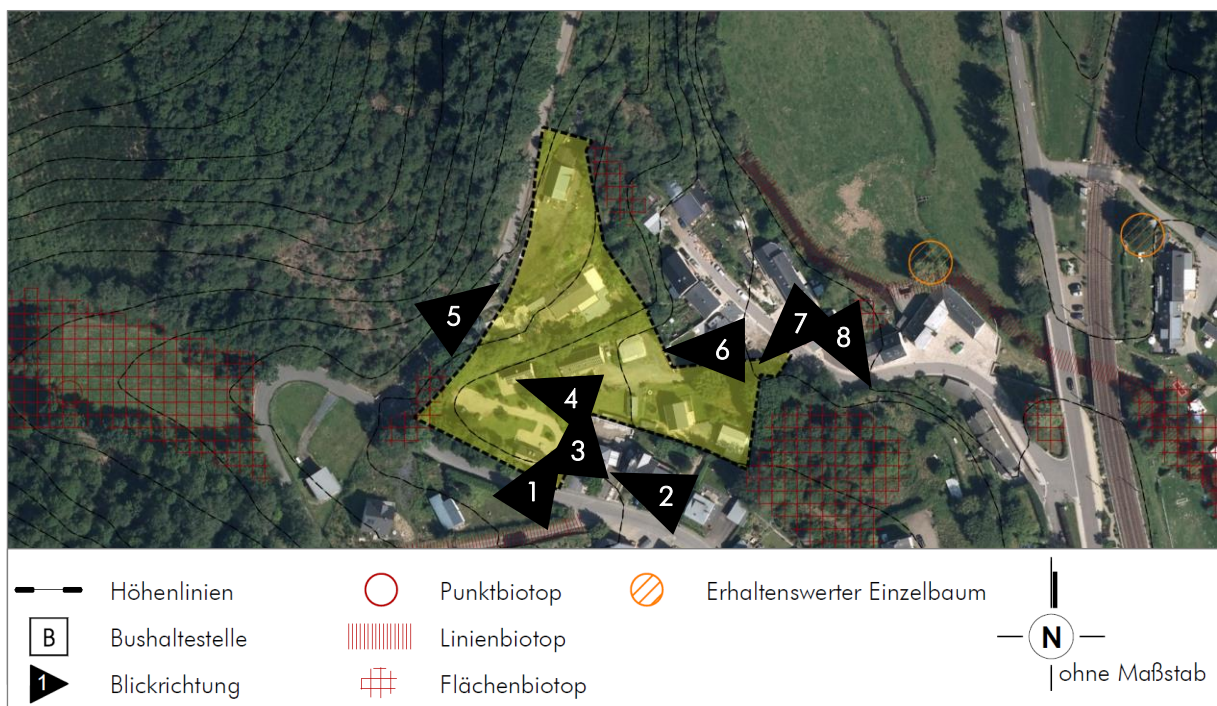 5
6
7
8
4
3
1
2
Höhenlinien
Punktbiotop
Erhaltenswerter Einzelbaum
B
Bushaltestelle
Linienbiotop
N
1
Blickrichtung
Flächenbiotop
ohne Maßstab